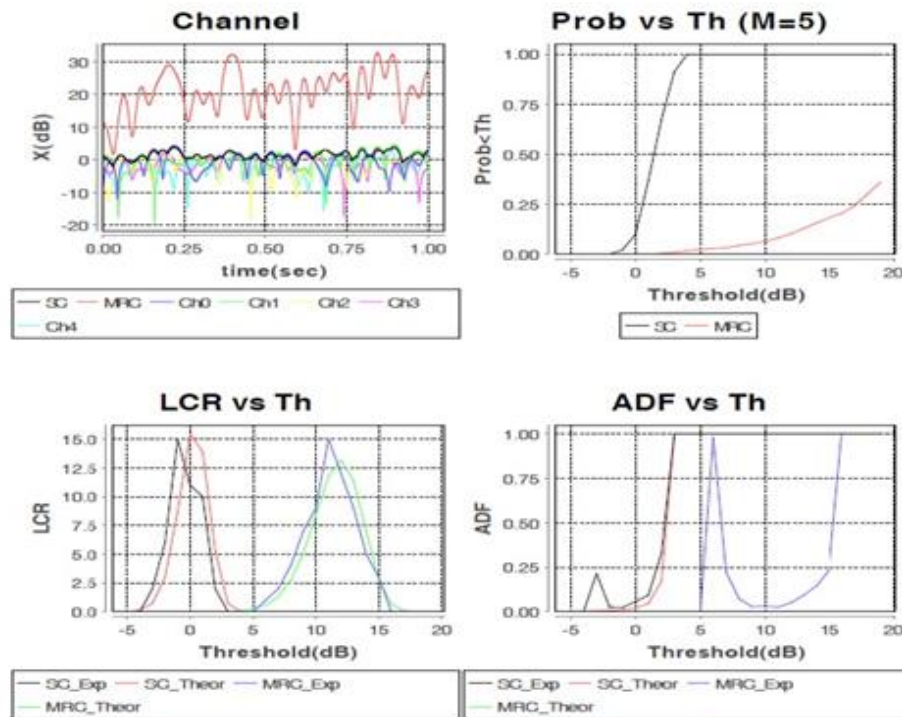 Channel
X(dB)
30
20
10
0
-10
-20
0.00 0.25 0.50 0.75 1.00
time(sec)
SC MRC Ch0 Ch1 Ch2 Ch3
Ch4
Prob vs Th (M=5)
Prob<Th
1.00
0.75
0.50
0.25
0.00
-5 0 5 10 15
Threshold(dB)
SC MRC
LCR vs Th
LCR
15.0
12.5
10.0
7.5
5.0
2.5
0.0
-5 0 5 10 15 20
Threshold(dB)
SC_Exp SC_Theor MRC_Exp
MRC_Theor
ADF vs Th
ADF
1.00
0.75
0.50
0.25
0.00
-5 0 5 10 15 20
Threshold(dB)
SC_Exp SC_Theor MRC_Exp
MRC_Theor